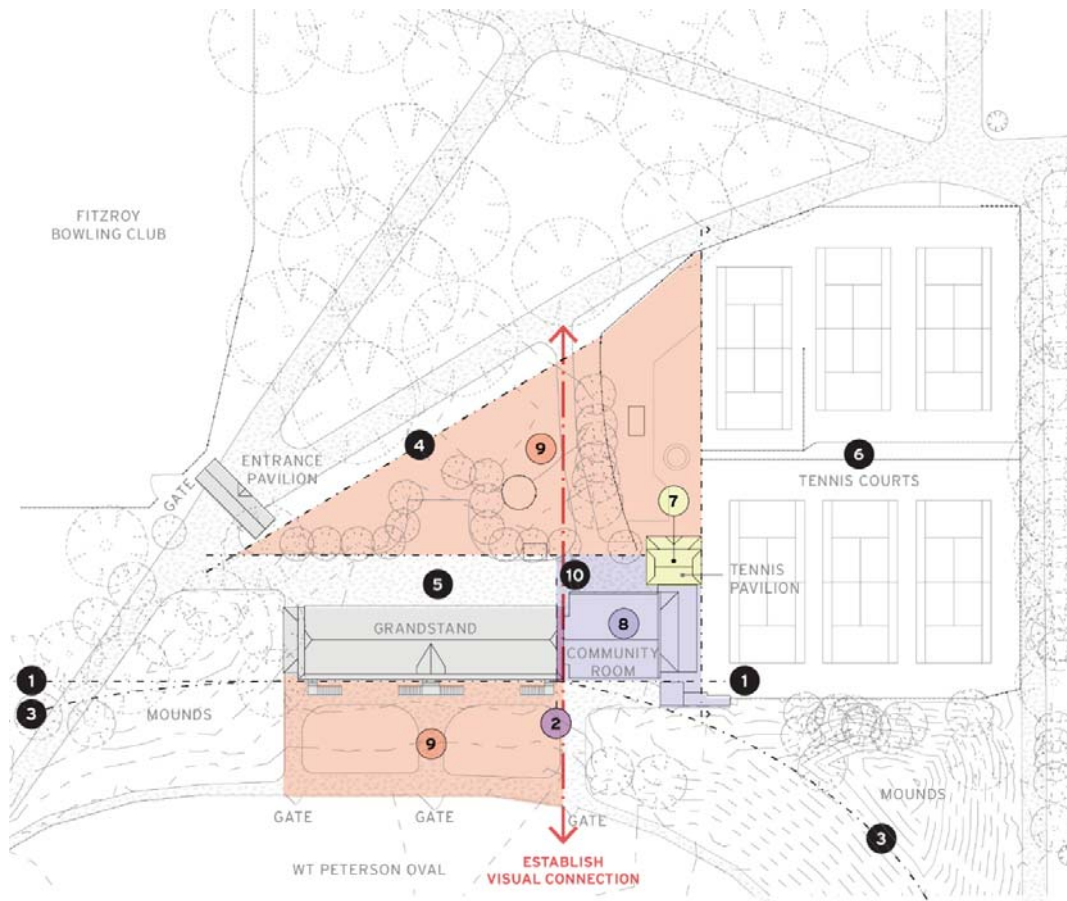 FITZROY
BOWLING CLUB
4
9
6
ENTRANCE
PAVILION
TENNIS COURTS
GATE
7
10
TENNIS
PAVILION
5
GRANDSTAND
8
COMMUNITY
ROOM
1
1
3
MOUNDS
2
9
MOUNDS
GATE
GATE
GATE
3
WT PETERSON OVAL
ESTABLISH
VISUAL CONNECTION